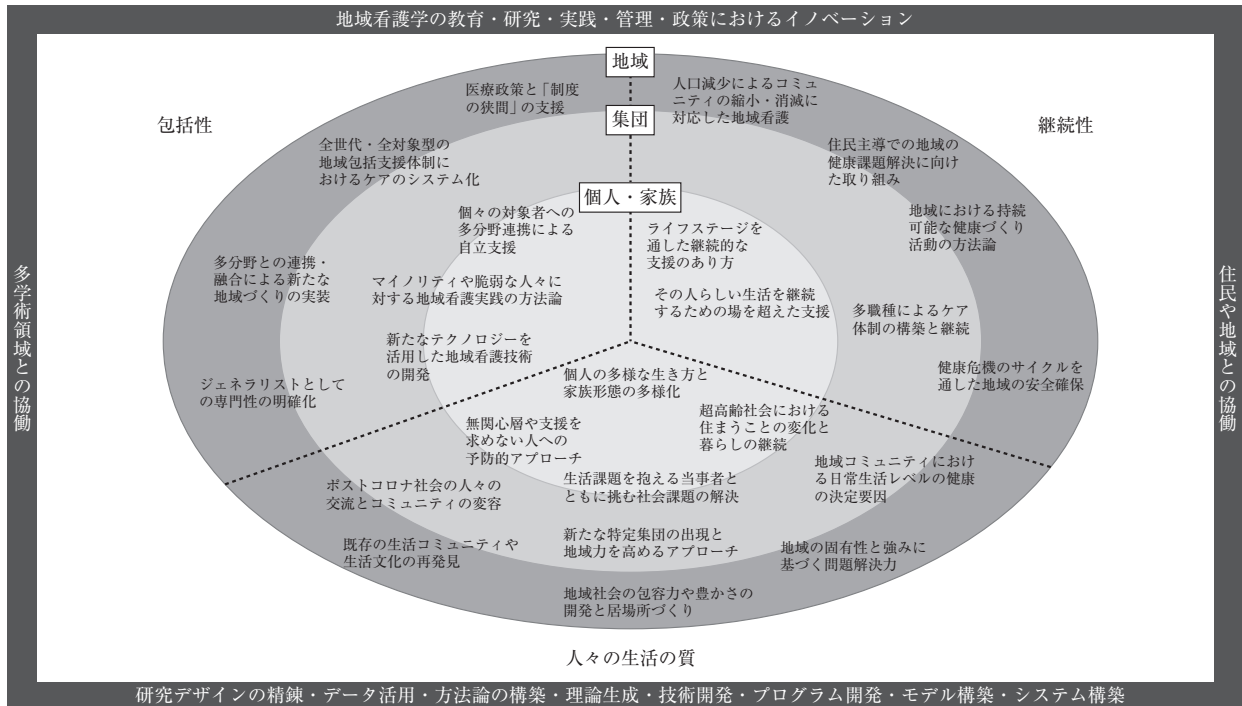 地域看護学の教育・研究・実践・管理・政策におけるイノベーション
地域
医療政策と「制度
の狭間」の支援
人口減少によるコミュ
ニティの縮小・消滅に
対応した地域看護
集団
包括性
継続性
全世代・全対象型の
地域包括支援体制に
おけるケアのシステム化
住民主導での地域の
健康課題解決に向け
た取り組み
個人・家族
個々の対象者への
多分野連携による
自立支援
ライフステージを
通した継続的な
支援のあり方
地域における持続
可能な健康づくり
活動の方法論
多分野との連携・
融合による新たな
地域づくりの実装
マイノリティや脆弱な人々に
対する地域看護実践の方法論
その人らしい生活を継続
するための場を超えた支援
多職種によるケア
体制の構築と継続
新たなテクノロジーを
活用した地域看護技術
の開発
健康危機のサイクルを
通した地域の安全確保
ジェネラリストとして
の専門性の明確化
個人の多様な生き方と
家族形態の多様化
超高齢社会における
住まうことの変化と
暮らしの継続
無関心層や支援を
求めない人への
予防的アプローチ
地域コミュニティにおけ
る日常生活レベルの健康
の決定要因
生活課題を抱える当事者と
ともに挑む社会課題の解決
ポストコロナ社会の人々の
交流とコミュニティの変容
新たな特定集団の出現と
地域力を高めるアプローチ
既存の生活コミュニティや
生活文化の再発見
地域の固有性と強みに
基づく問題解決力
地域社会の包容力や豊かさの
開発と居場所づくり
人々の生活の質
多学術領域との協働
住民や地域との協働
研究デザインの精錬・データ活用・方法論の構築・理論生成・技術開発・プログラム開発・モデル構築・システム構築